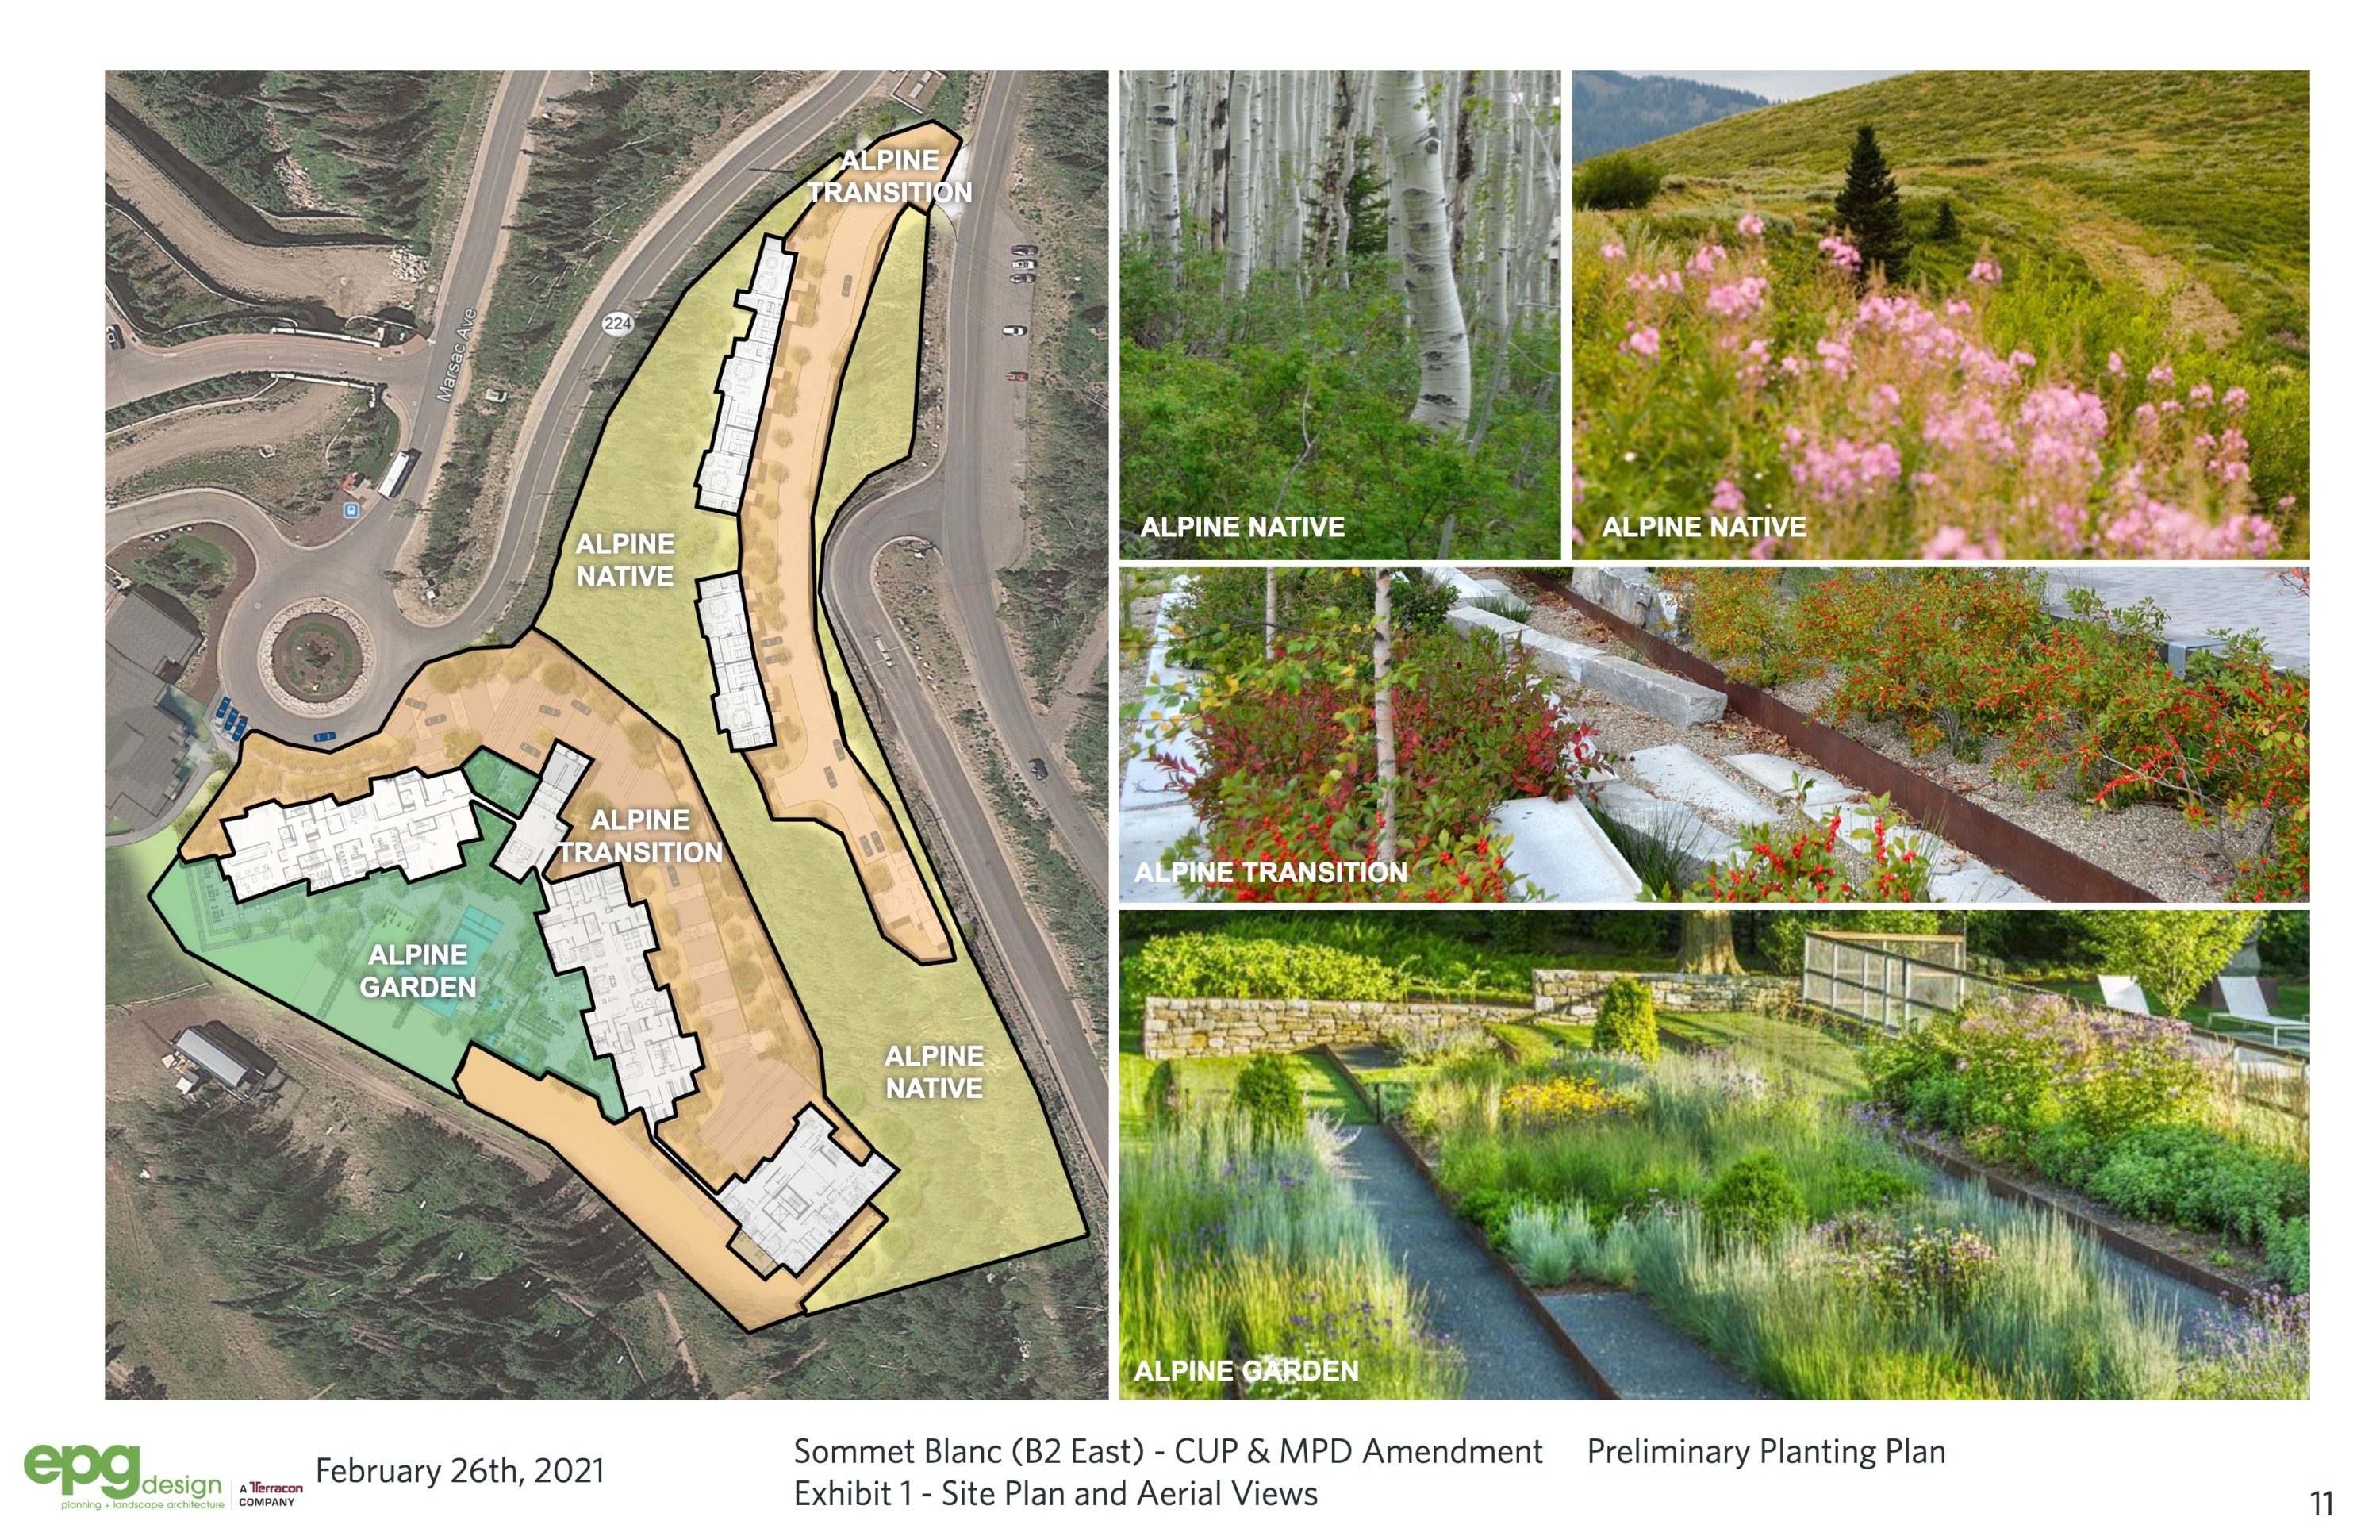 ALPINE
TRANSITION
224
Marsac Ave
ALPINE
NATIVE
ALPINE
TRANSITION
ALPINE
GARDEN
ALPINE
NATIVE
ALPINE NATIVE
ALPINE NATIVE
ALPINE TRANSITION
ALPINE GARDEN
epg design
planning + landscape architecture
A Terracon
COMPANY
February 26th, 2021
Sommet Blanc (B2 East) - CUP & MPD Amendment
Exhibit 1 - Site Plan and Aerial Views
Preliminary Planting Plan
11